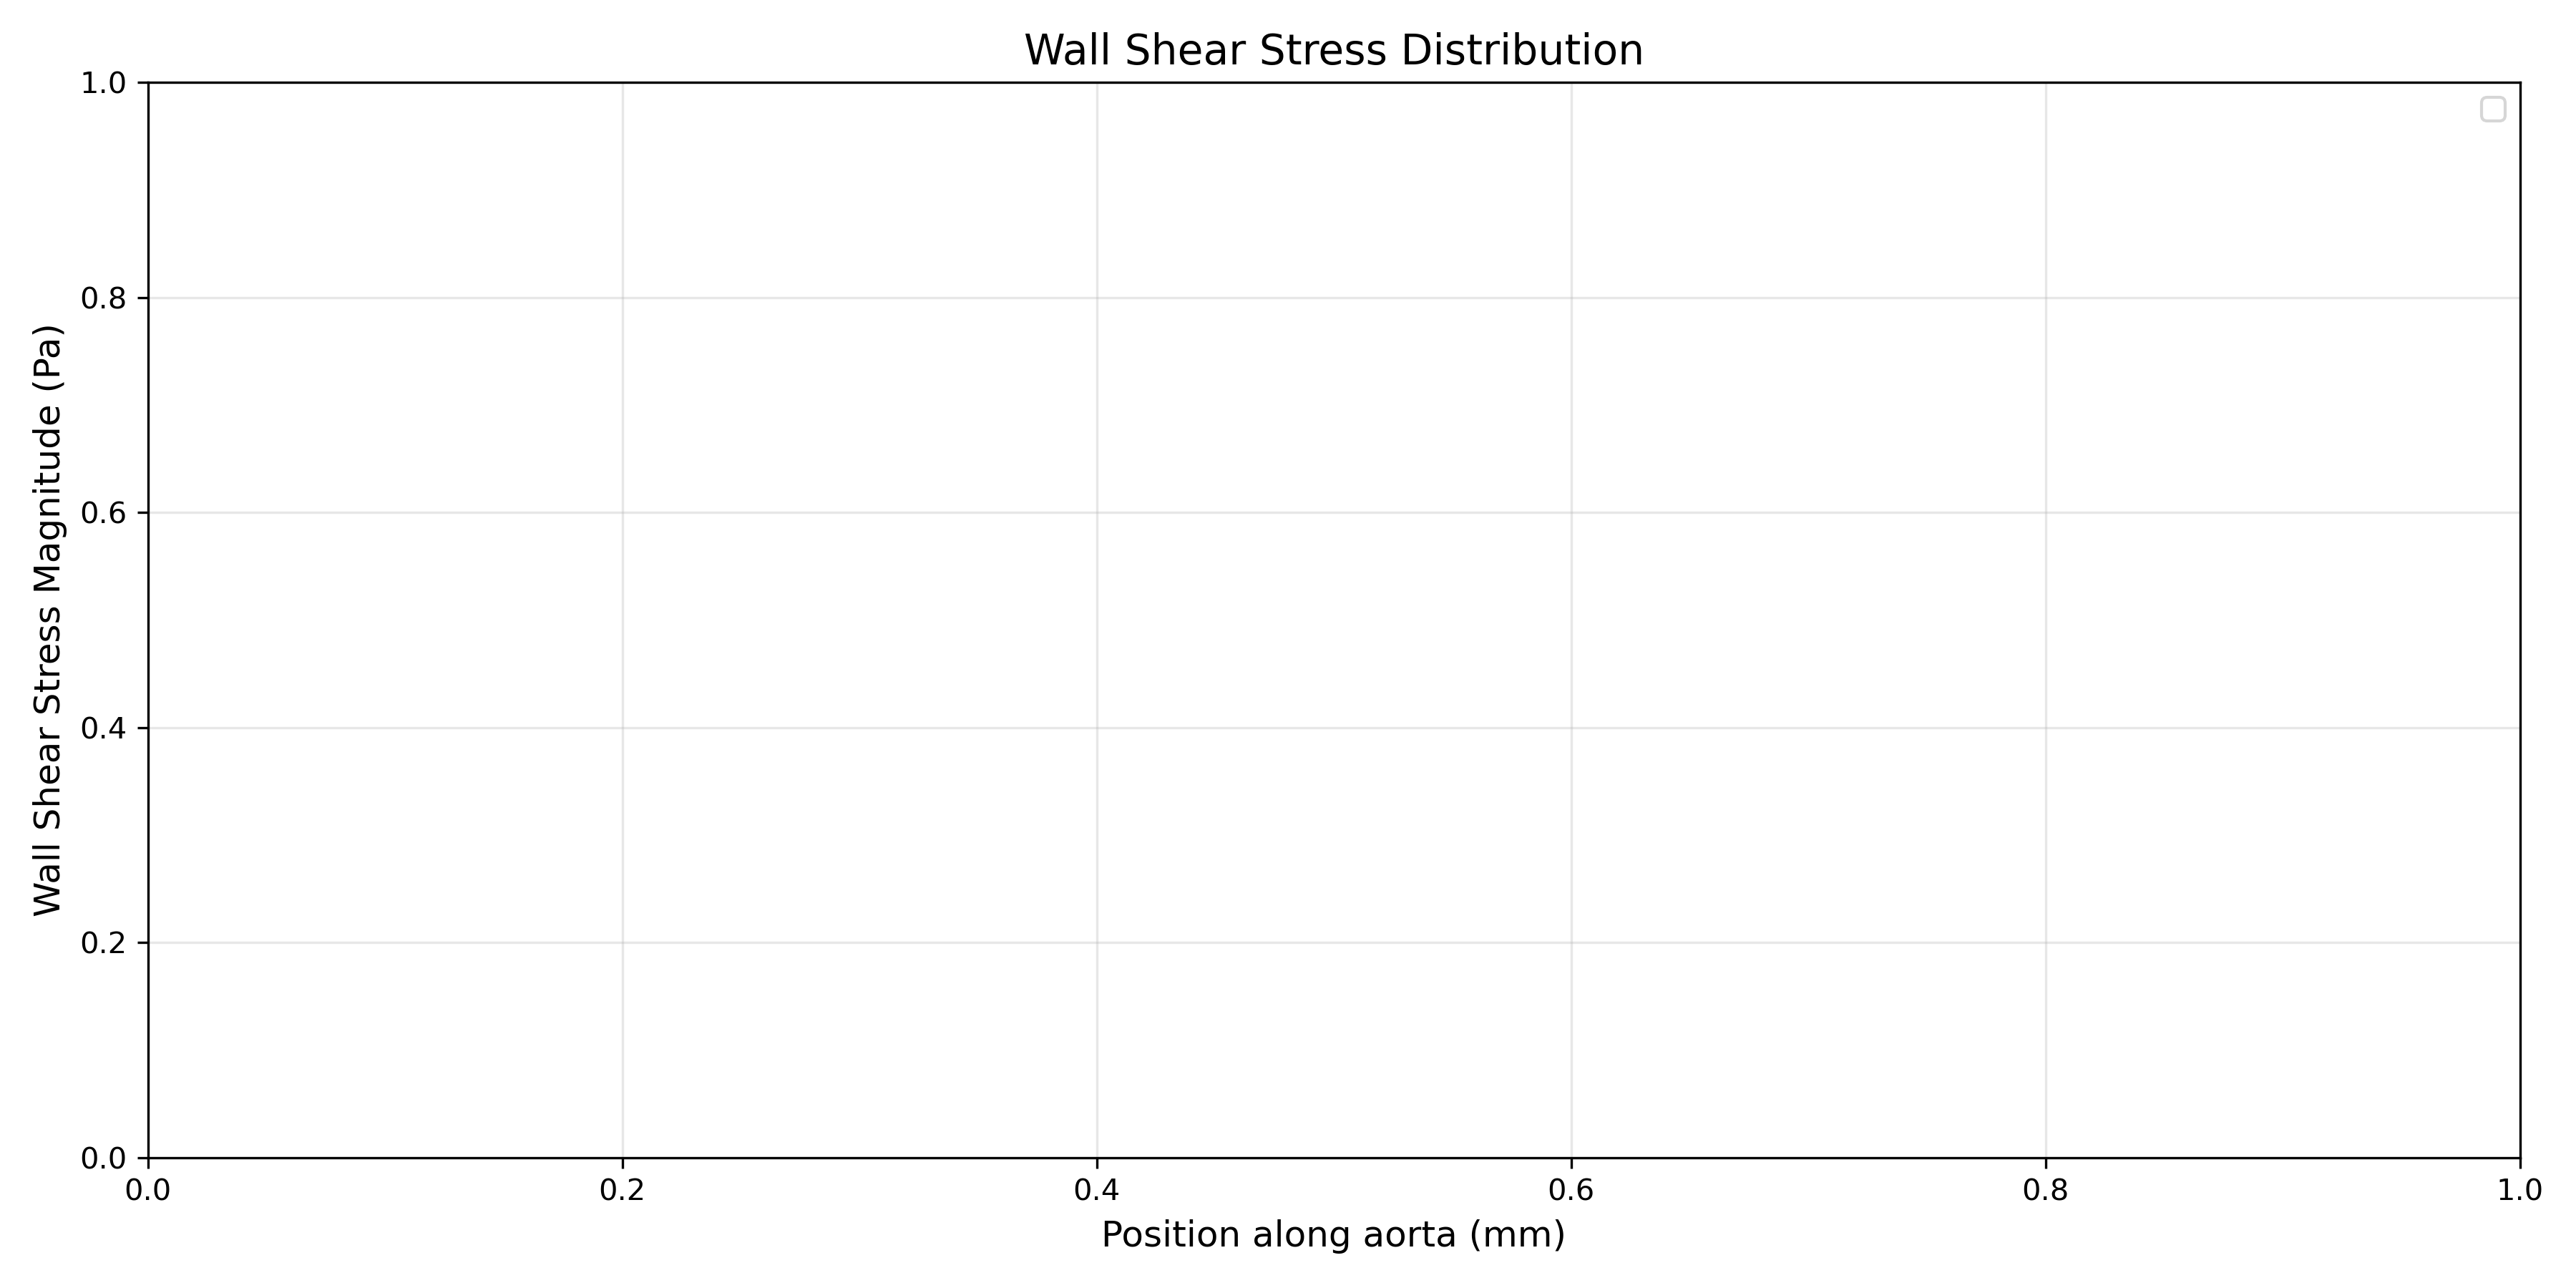 Wall Shear Stress Distribution
Wall Shear Stress Magnitude (Pa)
1.0
0.8
0.6
0.4
0.2
0.0
0.0 0.2 0.4 0.6 0.8 1.0
Position along aorta (mm)